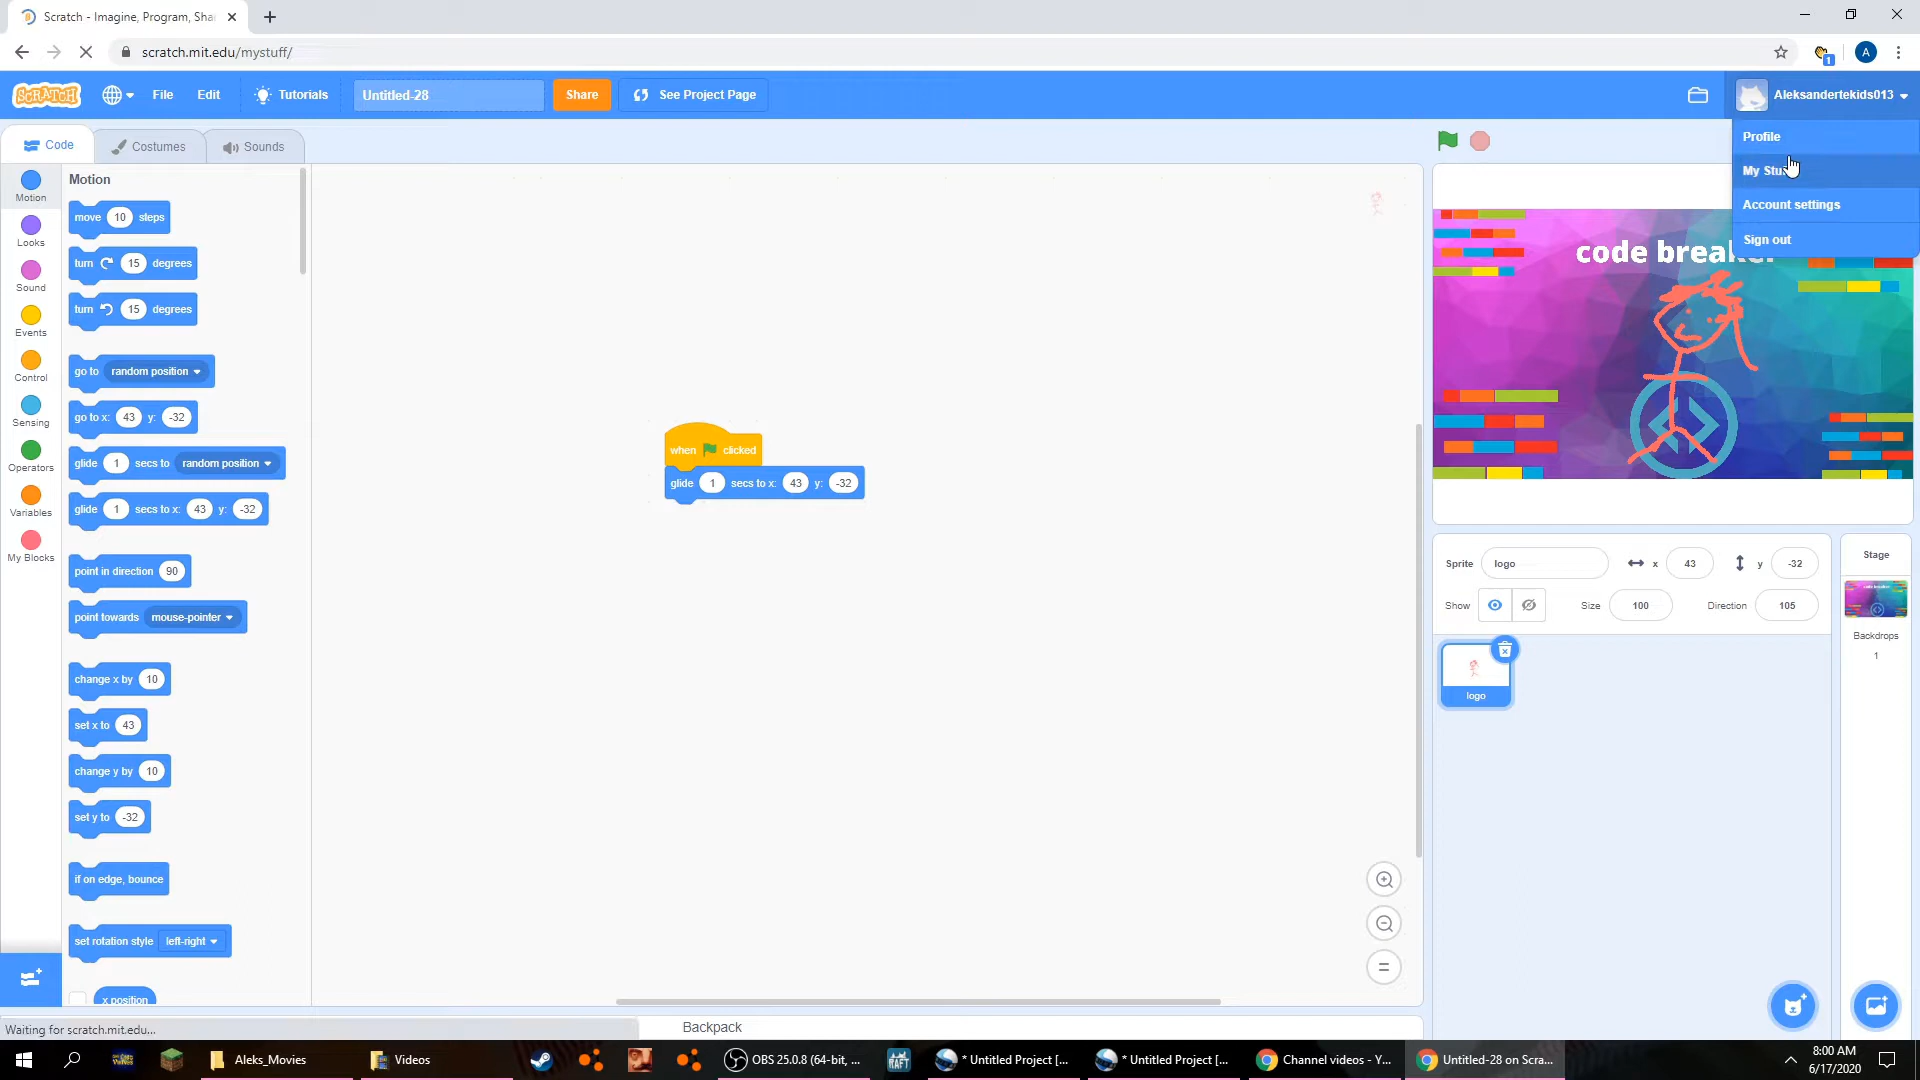 Scratch - Imagine, Program, Sha
scratch.mit.edu/mystuff/
A
1
SCRATCH
File
Edit
Tutorials
Untitled-28
Share
See Project Page
Aleksandertekids013
Profile
My Stu
Account settings
Sign out
Code
Costumes
Sounds
Motion
Looks
Sound
Events
Control
Sensing
Operators
Variables
My Blocks
Motion
move 10 steps
turn 15 degrees
turn 15 degrees
go to random position
go to x: 43 y: -32
glide 1 secs to random position
glide 1 secs to x: 43 y: -32
point in direction 90
point towards mouse-pointer
change x by 10
set x to 43
change y by 10
set y to -32
if on edge, bounce
set rotation style left-right
x position
when clicked
glide 1 secs to x: 43 y: -32
code breaker
Sprite logo x 43 y -32
Show Size 100 Direction 105
logo
Stage
Backdrops
1
Waiting for scratch.mit.edu...
Backpack
Aleks_Movies
Videos
OBS 25.0.8 (64-bit, ...
RAFT
* Untitled Project [...
* Untitled Project [...
Channel videos - Y...
Untitled-28 on Scra...
8:00 AM
6/17/2020